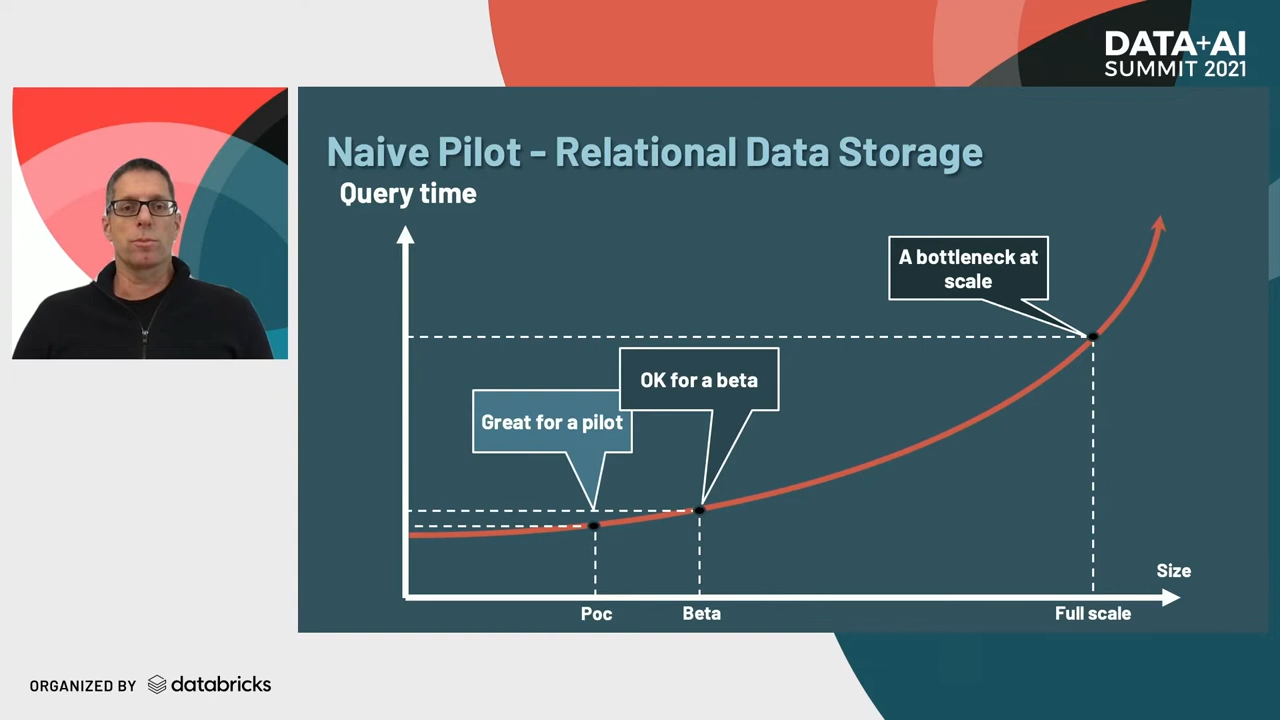 DATA+AI
SUMMIT 2021
Naive Pilot - Relational Data Storage
Query time
A bottleneck at
scale
OK for a beta
Great for a pilot
Size
Poc
Beta
Full scale
ORGANIZED BY databricks